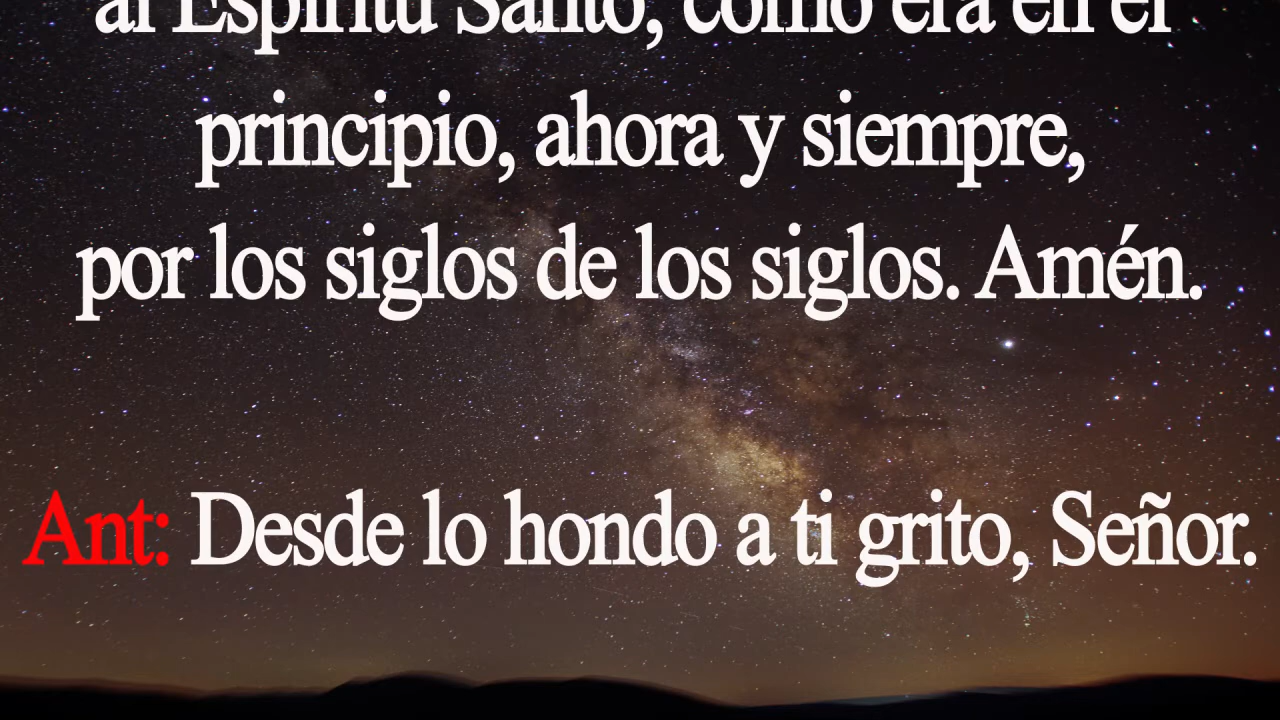 al Espíritu Santo, como era en el
principio, ahora y siempre,
por los siglos de los siglos. Amén.
Ant: Desde lo hondo a ti grito, Señor.